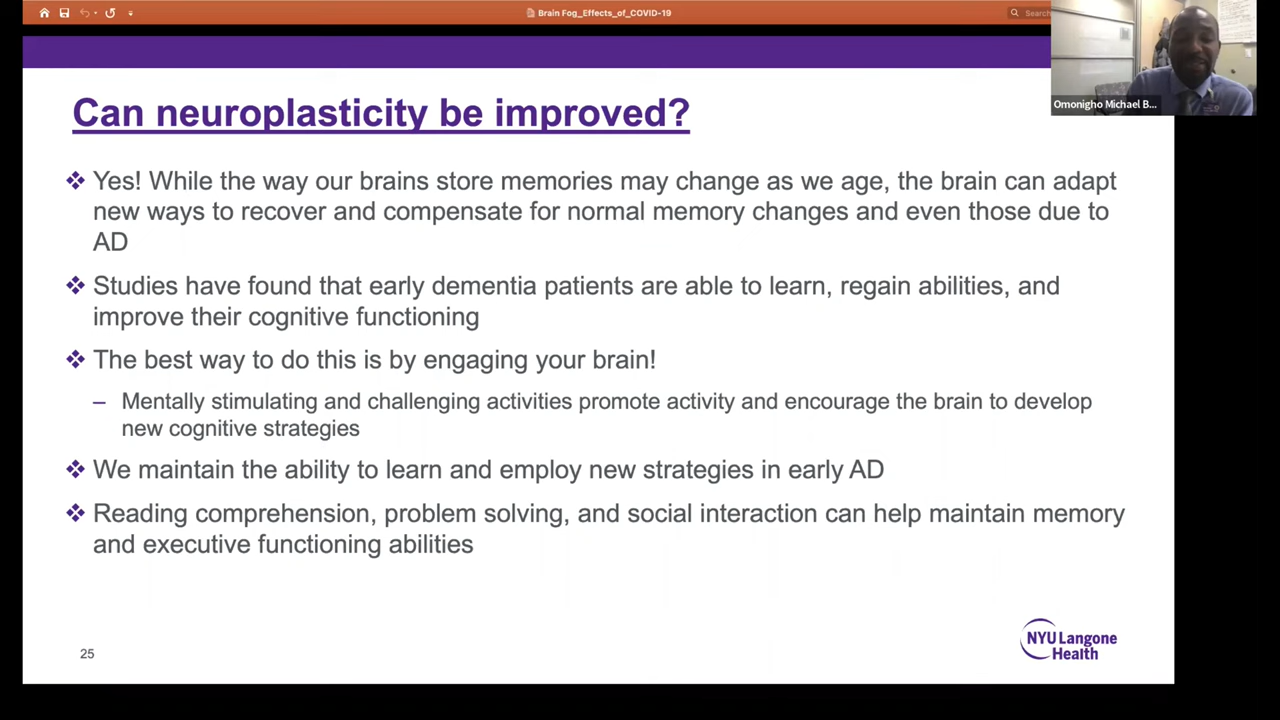 Brain Fog_Effects_of_COVID-19
Search
Omonigho Michael B...
Can neuroplasticity be improved?
Yes! While the way our brains store memories may change as we age, the brain can adapt
new ways to recover and compensate for normal memory changes and even those due to
AD
Studies have found that early dementia patients are able to learn, regain abilities, and
improve their cognitive functioning
The best way to do this is by engaging your brain!
– Mentally stimulating and challenging activities promote activity and encourage the brain to develop
new cognitive strategies
We maintain the ability to learn and employ new strategies in early AD
Reading comprehension, problem solving, and social interaction can help maintain memory
and executive functioning abilities
25
NYU Langone
Health